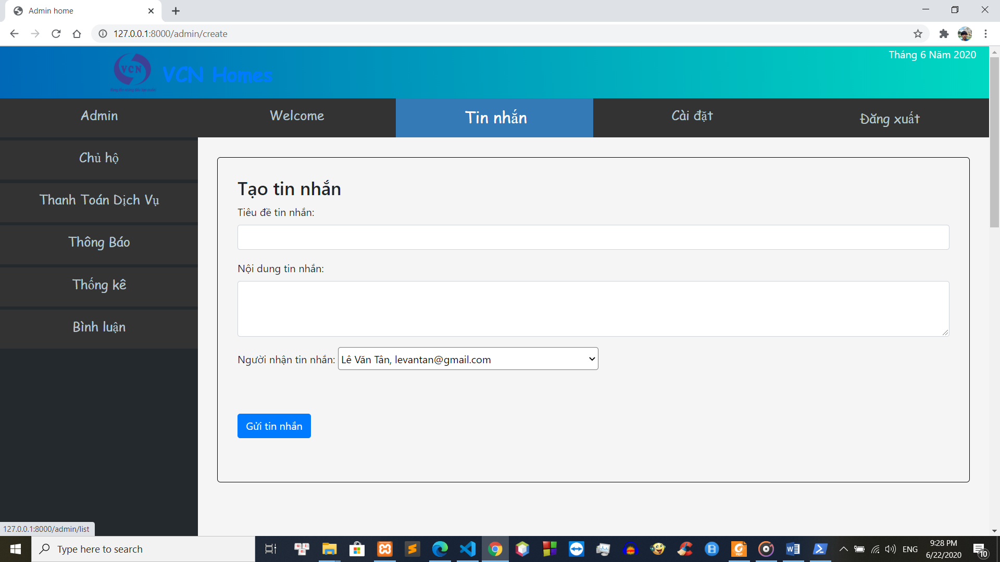 Admin home
127.0.0.1:8000/admin/create
Tháng 6 Năm 2020
VCN
VCN Homes
Admin
Welcome
Tin nhắn
Cài đặt
Đăng xuất
Chủ hộ
Thanh Toán Dịch Vụ
Thông Báo
Thống kê
Bình luận
Tạo tin nhắn
Tiêu đề tin nhắn:
Nội dung tin nhắn:
Người nhận tin nhắn: Lê Văn Tân, levantan@gmail.com
Gửi tin nhắn
127.0.0.1:8000/admin/list
Type here to search
ENG
9:28 PM
6/22/2020
10